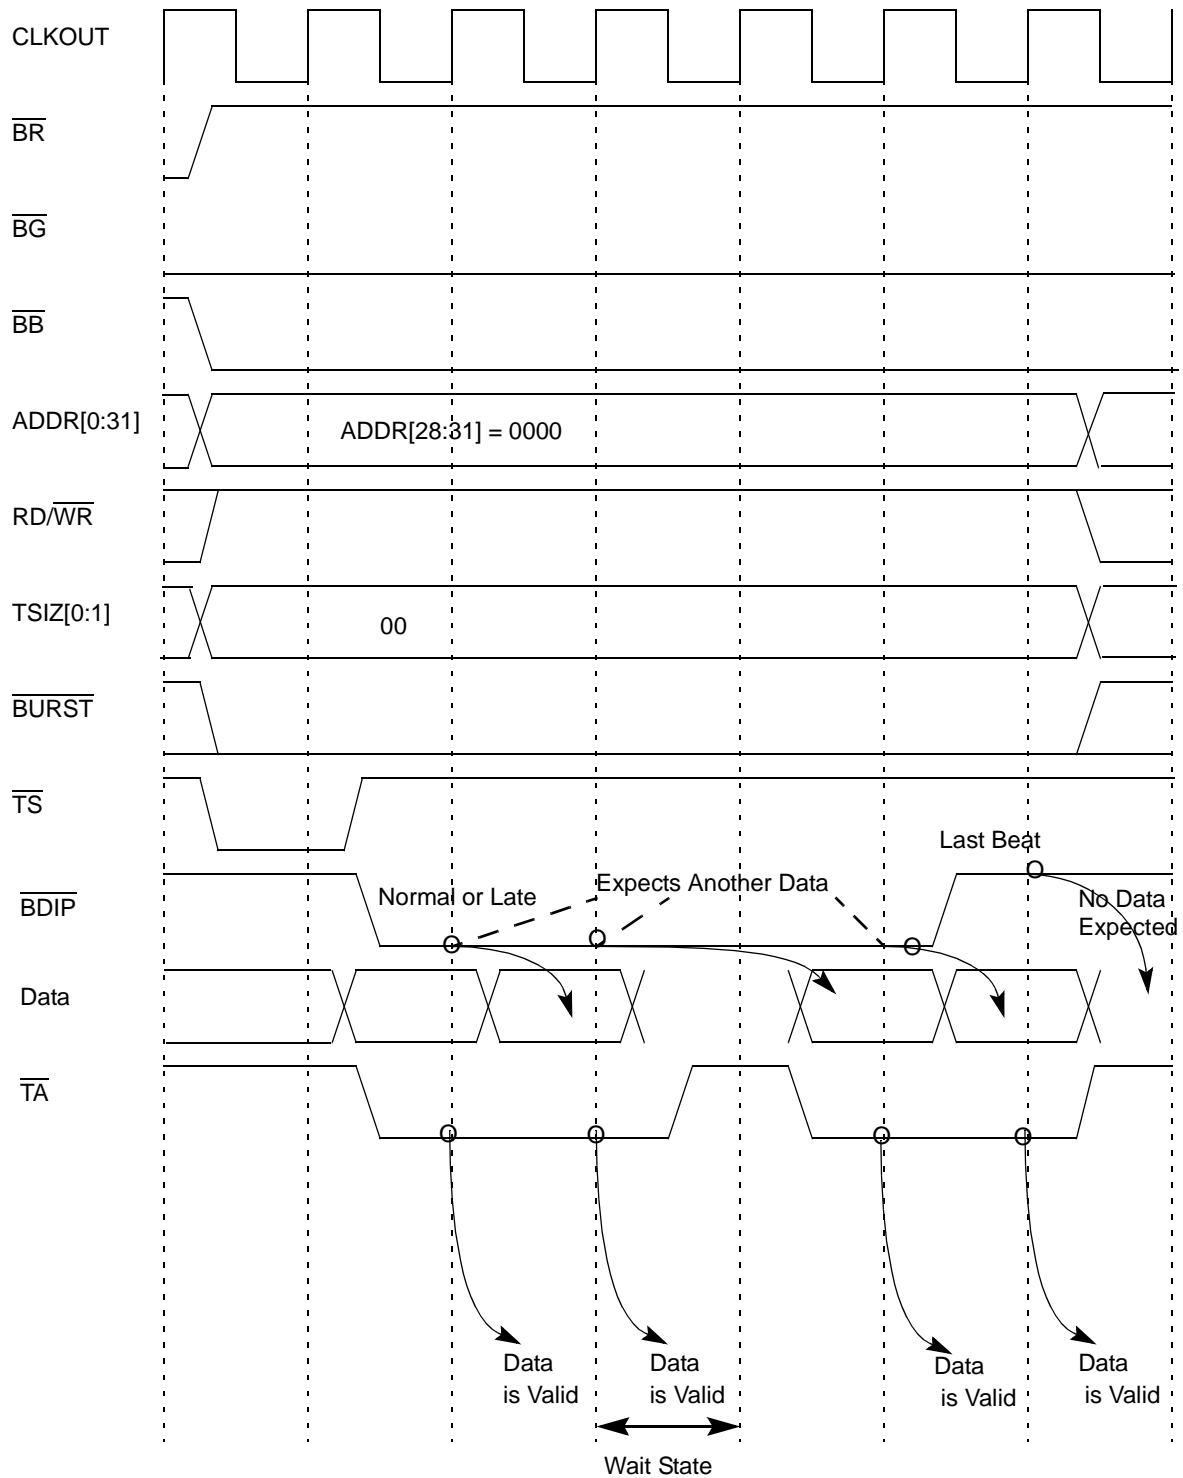 CLKOUT
BR
BG
BB
ADDR[0:31]
ADDR[28:31] = 0000
RD/WR
TSIZ[0:1]
00
BURST
TS
Last Beat
BDIP
Normal or Late
Expects Another Data
No Data
Expected
Data
TA
Data
is Valid
Data
is Valid
Data
is Valid
Data
is Valid
Wait State